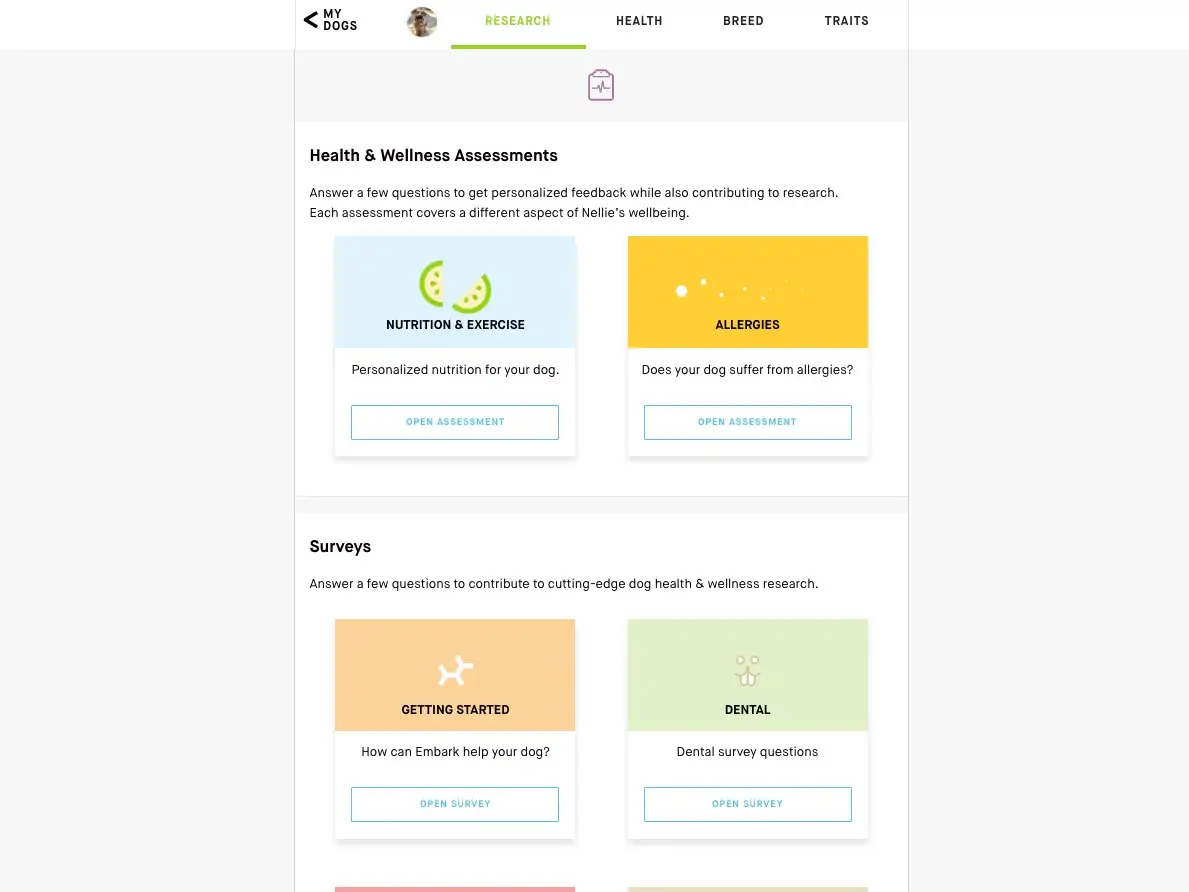 MY
DOGS
RESEARCH
HEALTH
BREED
TRAITS
Health & Wellness Assessments
Answer a few questions to get personalized feedback while also contributing to research.
Each assessment covers a different aspect of Nellie's wellbeing.
NUTRITION & EXERCISE
Personalized nutrition for your dog.
OPEN ASSESSMENT
ALLERGIES
Does your dog suffer from allergies?
OPEN ASSESSMENT
Surveys
Answer a few questions to contribute to cutting-edge dog health & wellness research.
GETTING STARTED
How can Embark help your dog?
OPEN SURVEY
DENTAL
Dental survey questions
OPEN SURVEY